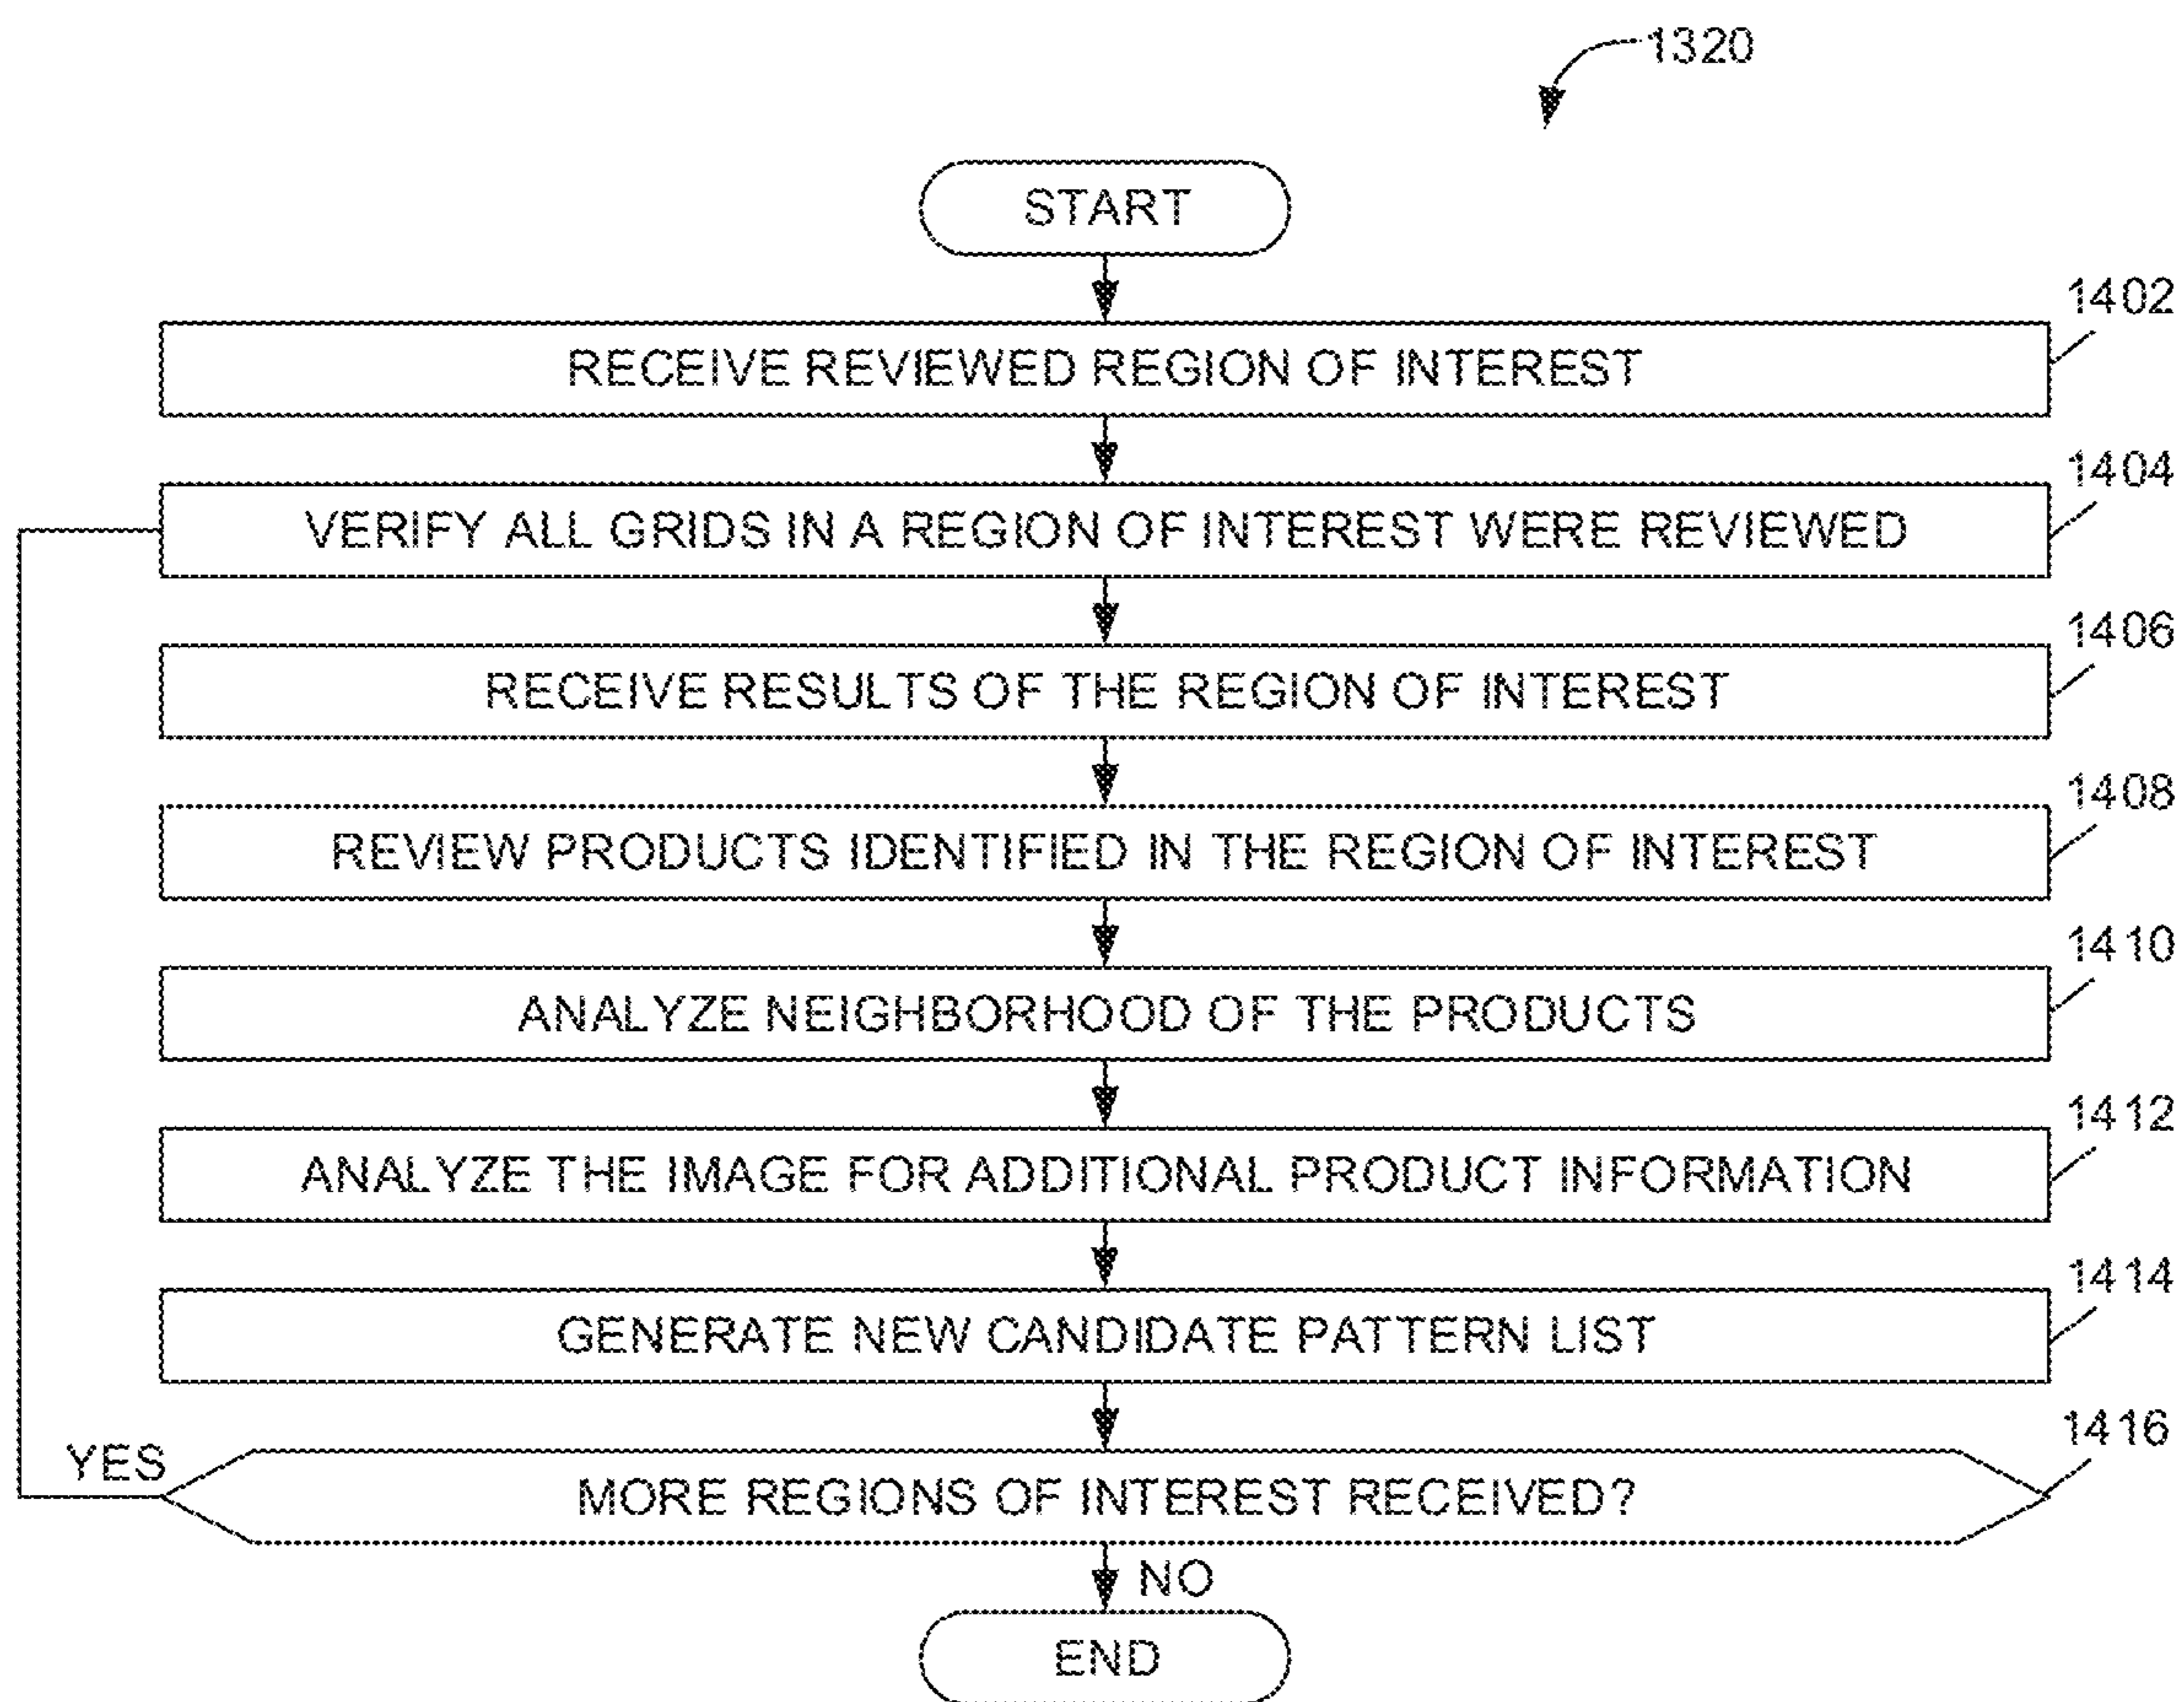 1320
START
1402
RECEIVE REVIEWED REGION OF INTEREST
1404
VERIFY ALL GRIDS IN A REGION OF INTEREST WERE REVIEWED
1406
RECEIVE RESULTS OF THE REGION OF INTEREST
1408
REVIEW PRODUCTS IDENTIFIED IN THE REGION OF INTEREST
1410
ANALYZE NEIGHBORHOOD OF THE PRODUCTS
1412
ANALYZE THE IMAGE FOR ADDITIONAL PRODUCT INFORMATION
1414
GENERATE NEW CANDIDATE PATTERN LIST
1416
YES
MORE REGIONS OF INTEREST RECEIVED?
NO
END